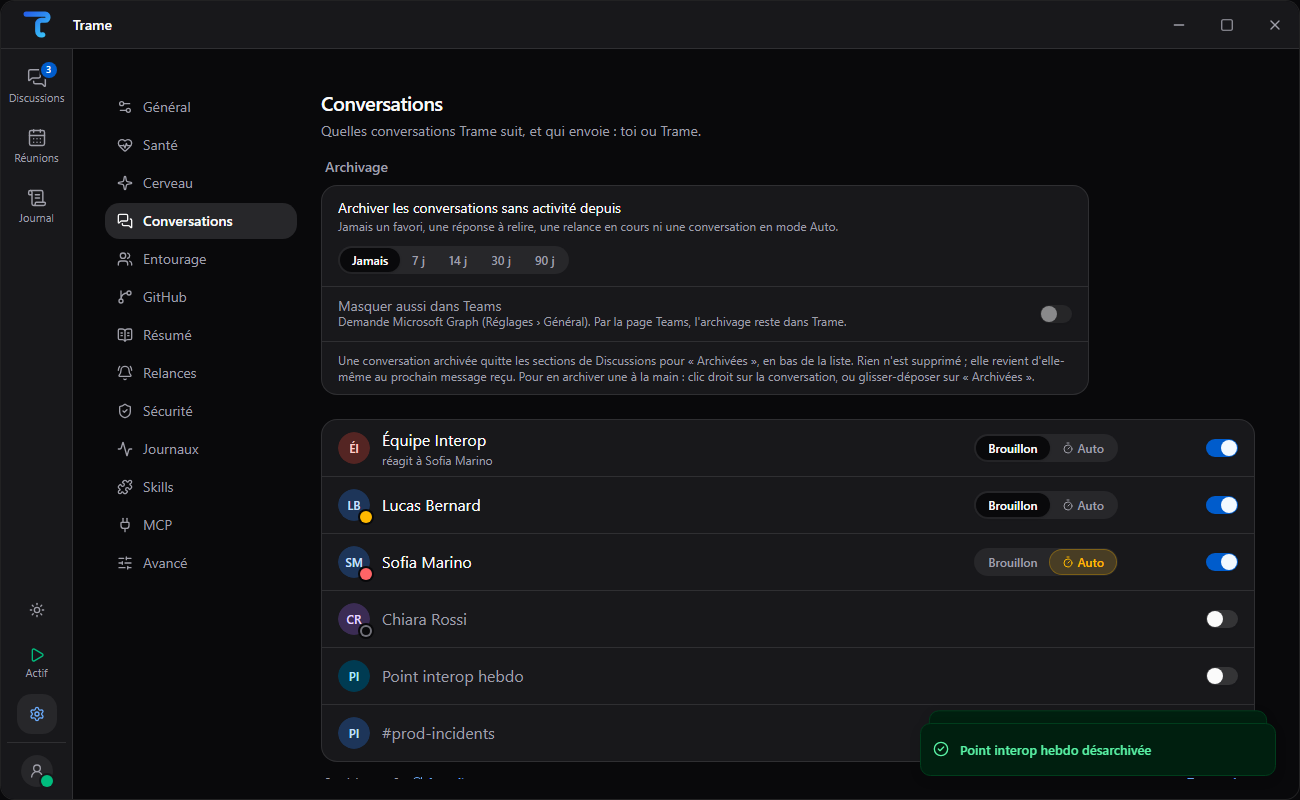 Trame
3
Discussions
Réunions
Journal
Actif
Général
Santé
Cerveau
Conversations
Entourage
GitHub
Résumé
Relances
Sécurité
Journaux
Skills
MCP
Avancé
Conversations
Quelles conversations Trame suit, et qui envoie : toi ou Trame.
Archivage
Archiver les conversations sans activité depuis
Jamais un favori, une réponse à relire, une relance en cours ni une conversation en mode Auto.
Jamais 7 j 14 j 30 j 90 j
Masquer aussi dans Teams
Demande Microsoft Graph (Réglages › Général). Par la page Teams, l'archivage reste dans Trame.
Une conversation archivée quitte les sections de Discussions pour « Archivées », en bas de la liste. Rien n'est supprimé ; elle revient d'elle-
même au prochain message reçu. Pour en archiver une à la main : clic droit sur la conversation, ou glisser-déposer sur « Archivées ».
ÉI Équipe Interop Brouillon Auto
réagit à Sofia Marino
LB Lucas Bernard Brouillon Auto
SM Sofia Marino Brouillon Auto
CR Chiara Rossi
PI Point interop hebdo
PI #prod-incidents
Point interop hebdo désarchivée